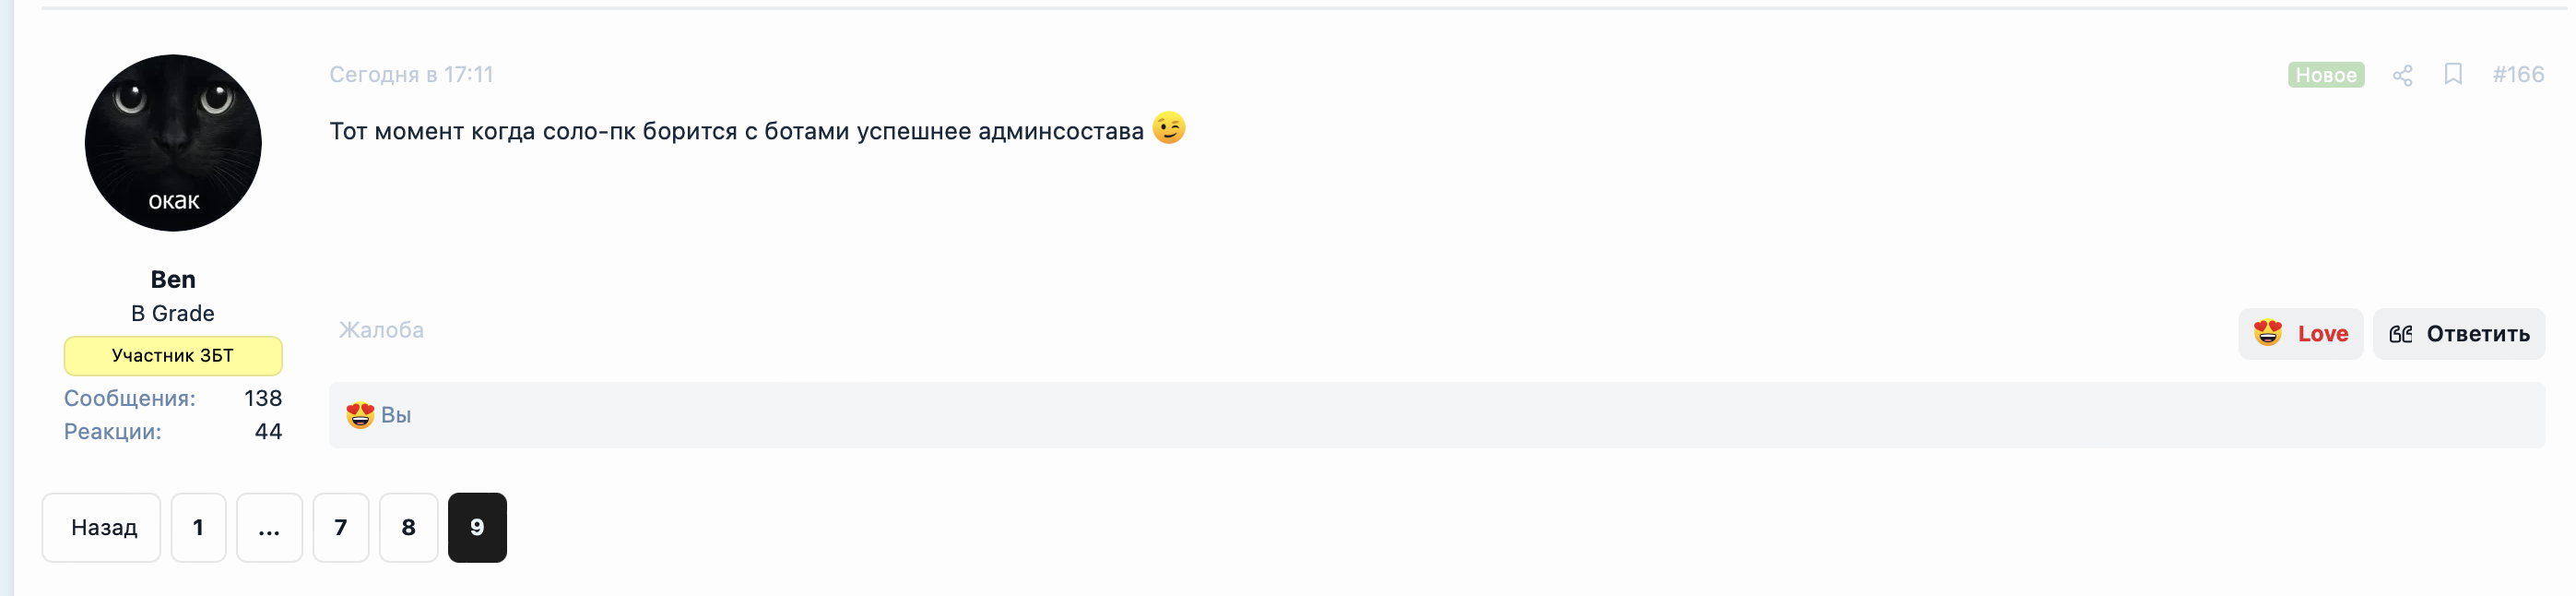 Сегодня в 17:11
Новое
#166
Тот момент когда соло-пк борится с ботами успешнее админсостава
окак
Ben
B Grade
Участник ЗБТ
Сообщения: 138
Реакции: 44
Жалоба
Love
Ответить
Вы
Назад 1 ... 7 8 9